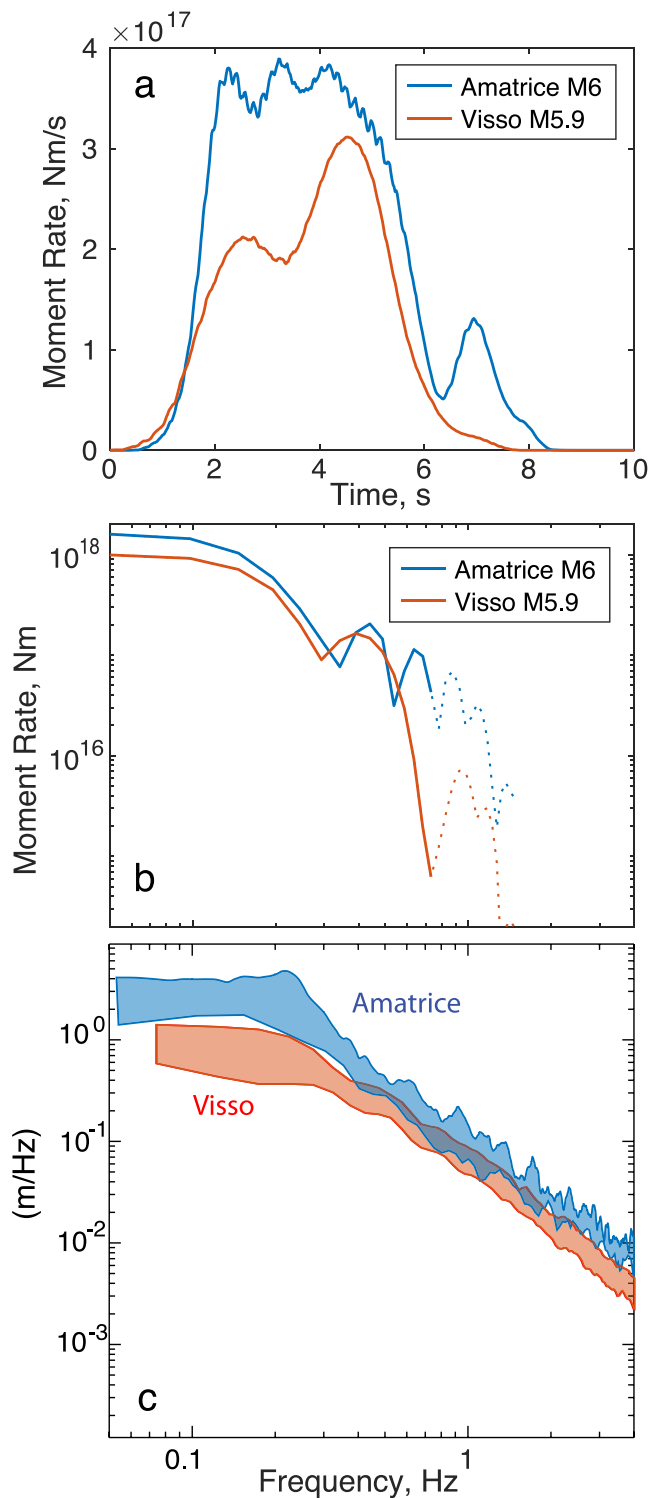 ×10^17
a
Amatrice M6
Visso M5.9
4
3
2
1
0
Moment Rate, Nm/s
0 2 4 6 8 10
Time, s
Amatrice M6
Visso M5.9
10^18
10^16
Moment Rate, Nm
b
Amatrice
Visso
10^0
10^-1
10^-2
10^-3
(m/Hz)
c
0.1 1
Frequency, Hz